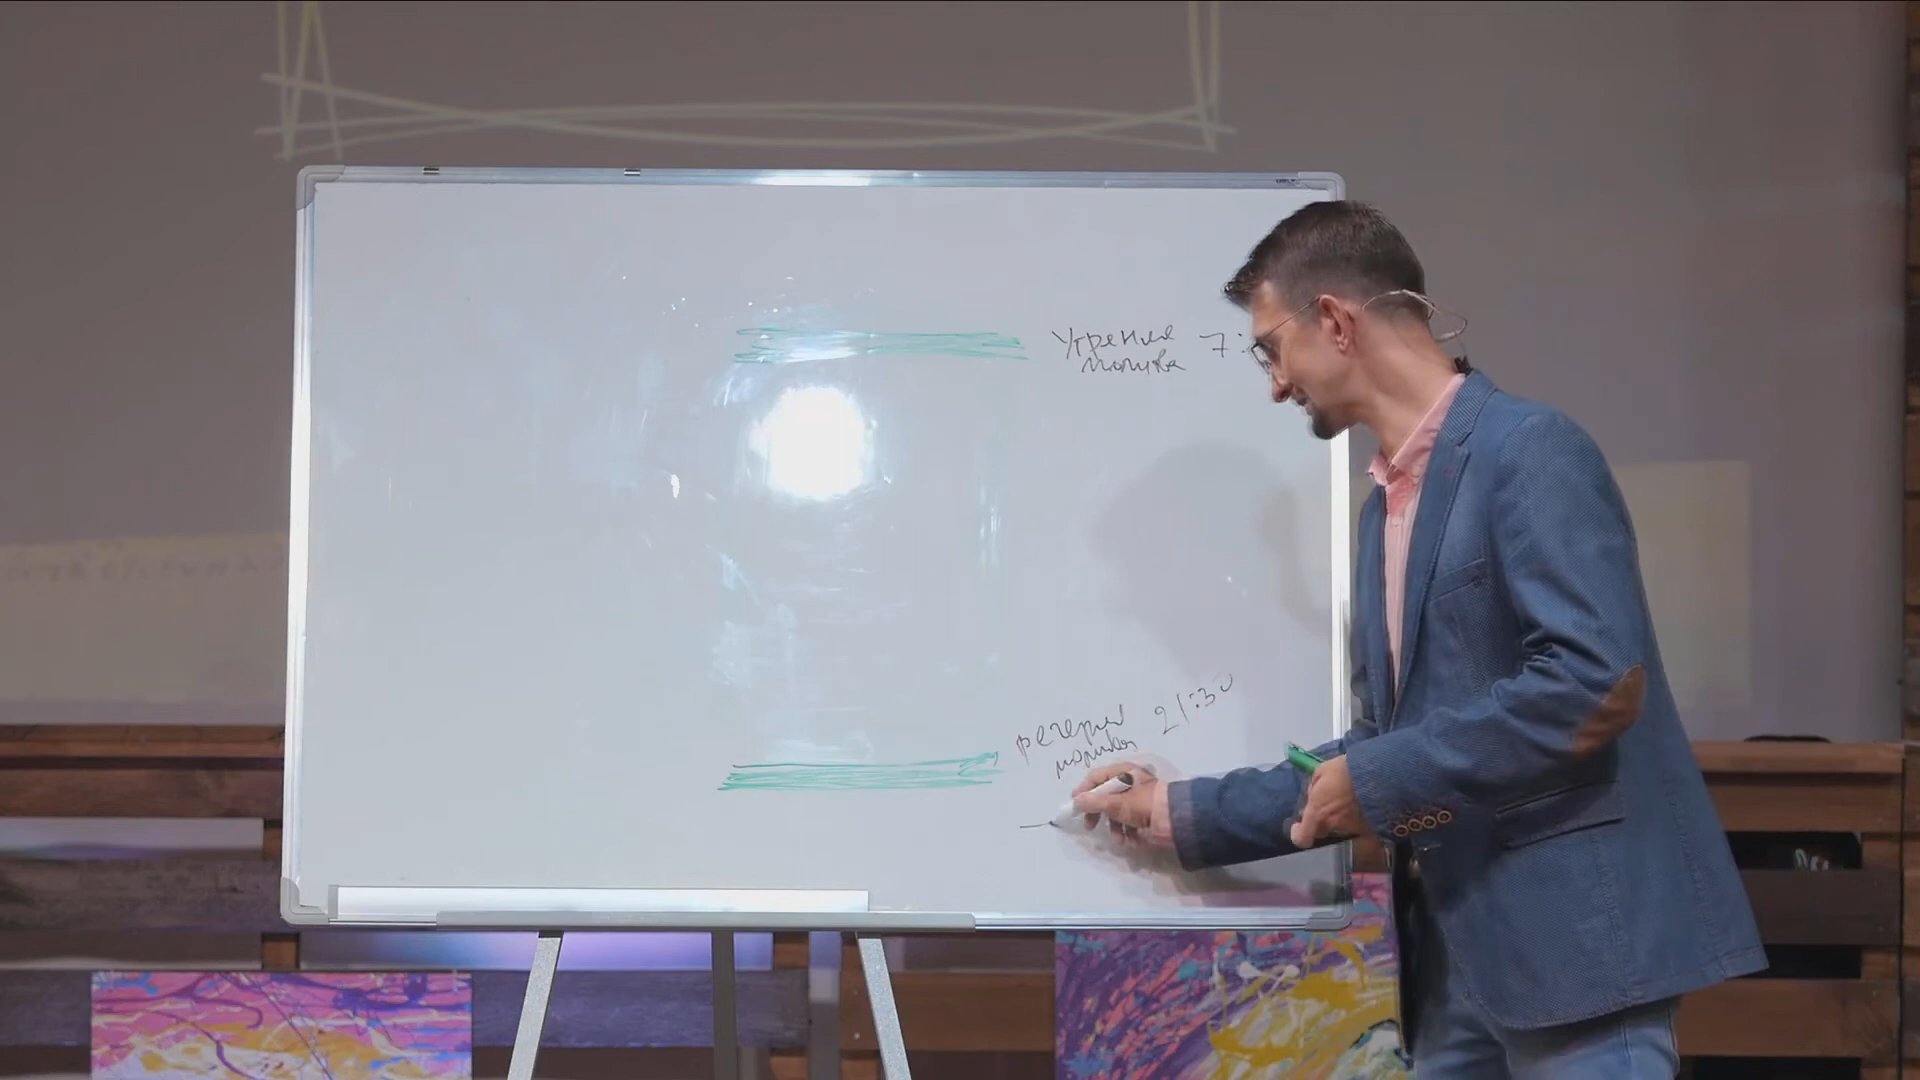 Утренняя 7:
молитва
вечерняя 21:30
молитва